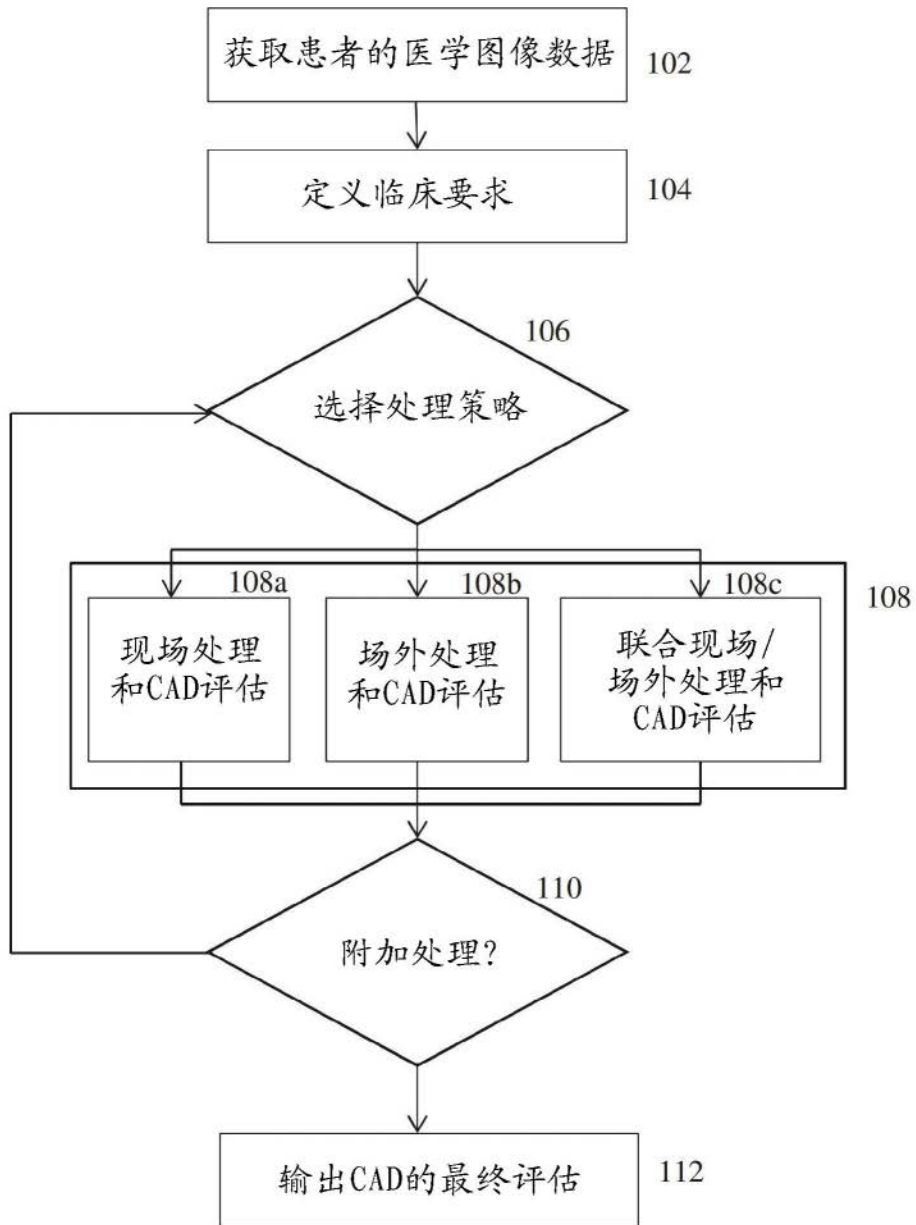 获取患者的医学图像数据
102
定义临床要求
104
106
选择处理策略
108a
108b
108c
108
现场处理
和CAD评估
场外处理
和CAD评估
联合现场/
场外处理和
CAD评估
110
附加处理?
输出CAD的最终评估
112